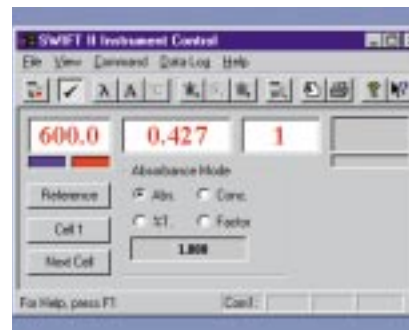 SWIFT II Instrument Control
File View Command Data Log Help
λ A °C
600.0 0.427 1
Absorbance Mode
Reference Abs. Conc.
Cell 1 %T. Factor
Next Cell 1.000
For Help, press F1 Com1: